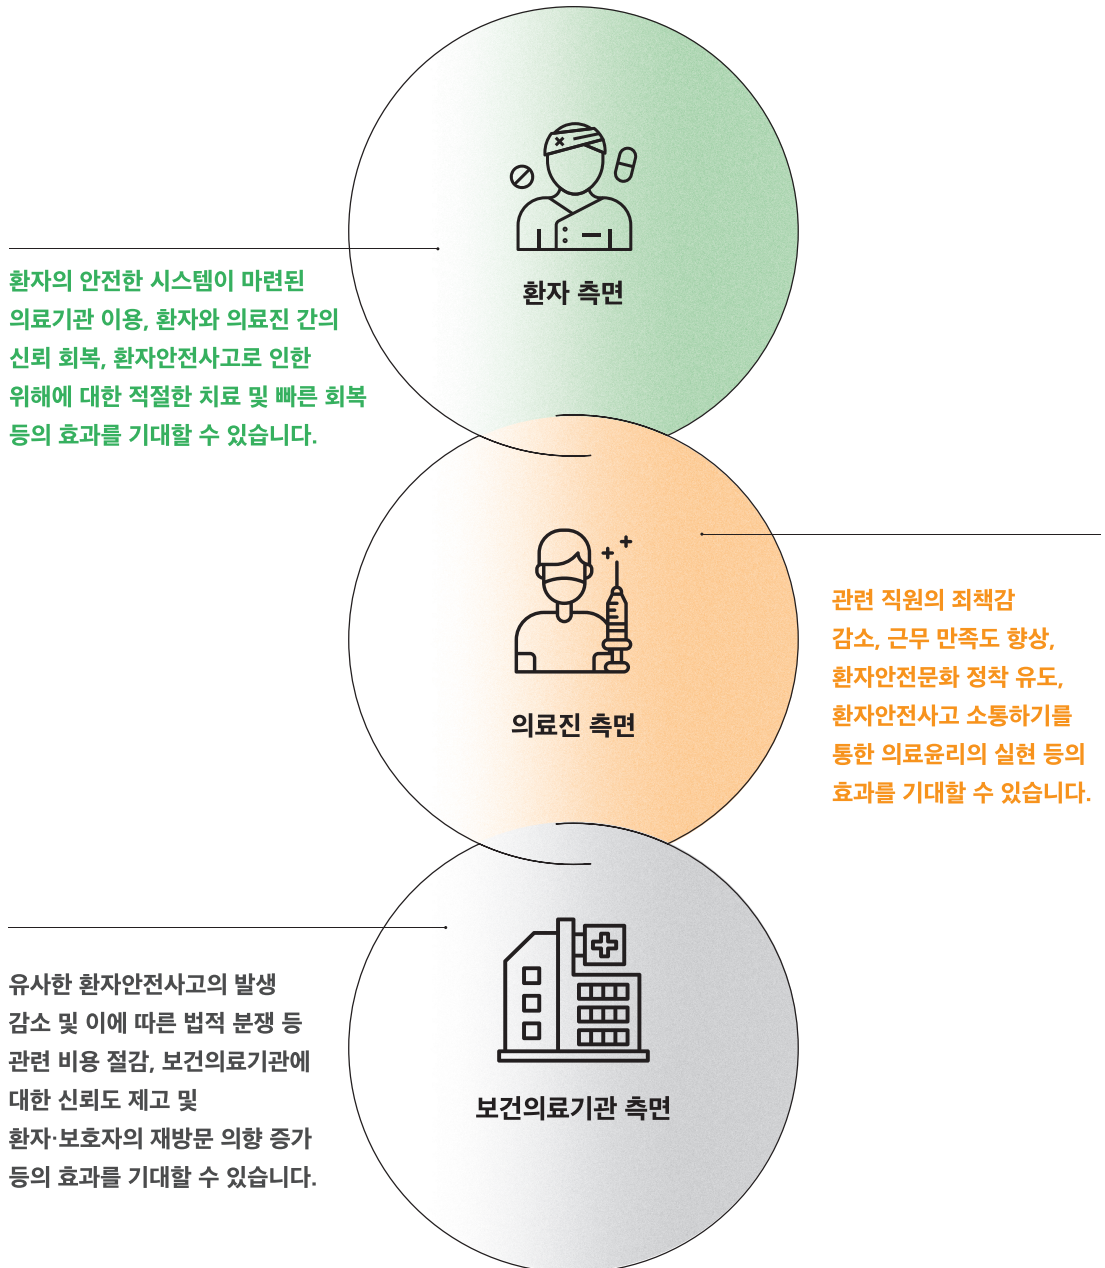 환자 측면
환자의 안전한 시스템이 마련된
의료기관 이용, 환자와 의료진 간의
신뢰 회복, 환자안전사고로 인한
위해에 대한 적절한 치료 및 빠른 회복
등의 효과를 기대할 수 있습니다.
의료진 측면
관련 직원의 죄책감
감소, 근무 만족도 향상,
환자안전문화 정착 유도,
환자안전사고 소통하기를
통한 의료윤리의 실현 등의
효과를 기대할 수 있습니다.
보건의료기관 측면
유사한 환자안전사고의 발생
감소 및 이에 따른 법적 분쟁 등
관련 비용 절감, 보건의료기관에
대한 신뢰도 제고 및
환자·보호자의 재방문 의향 증가
등의 효과를 기대할 수 있습니다.